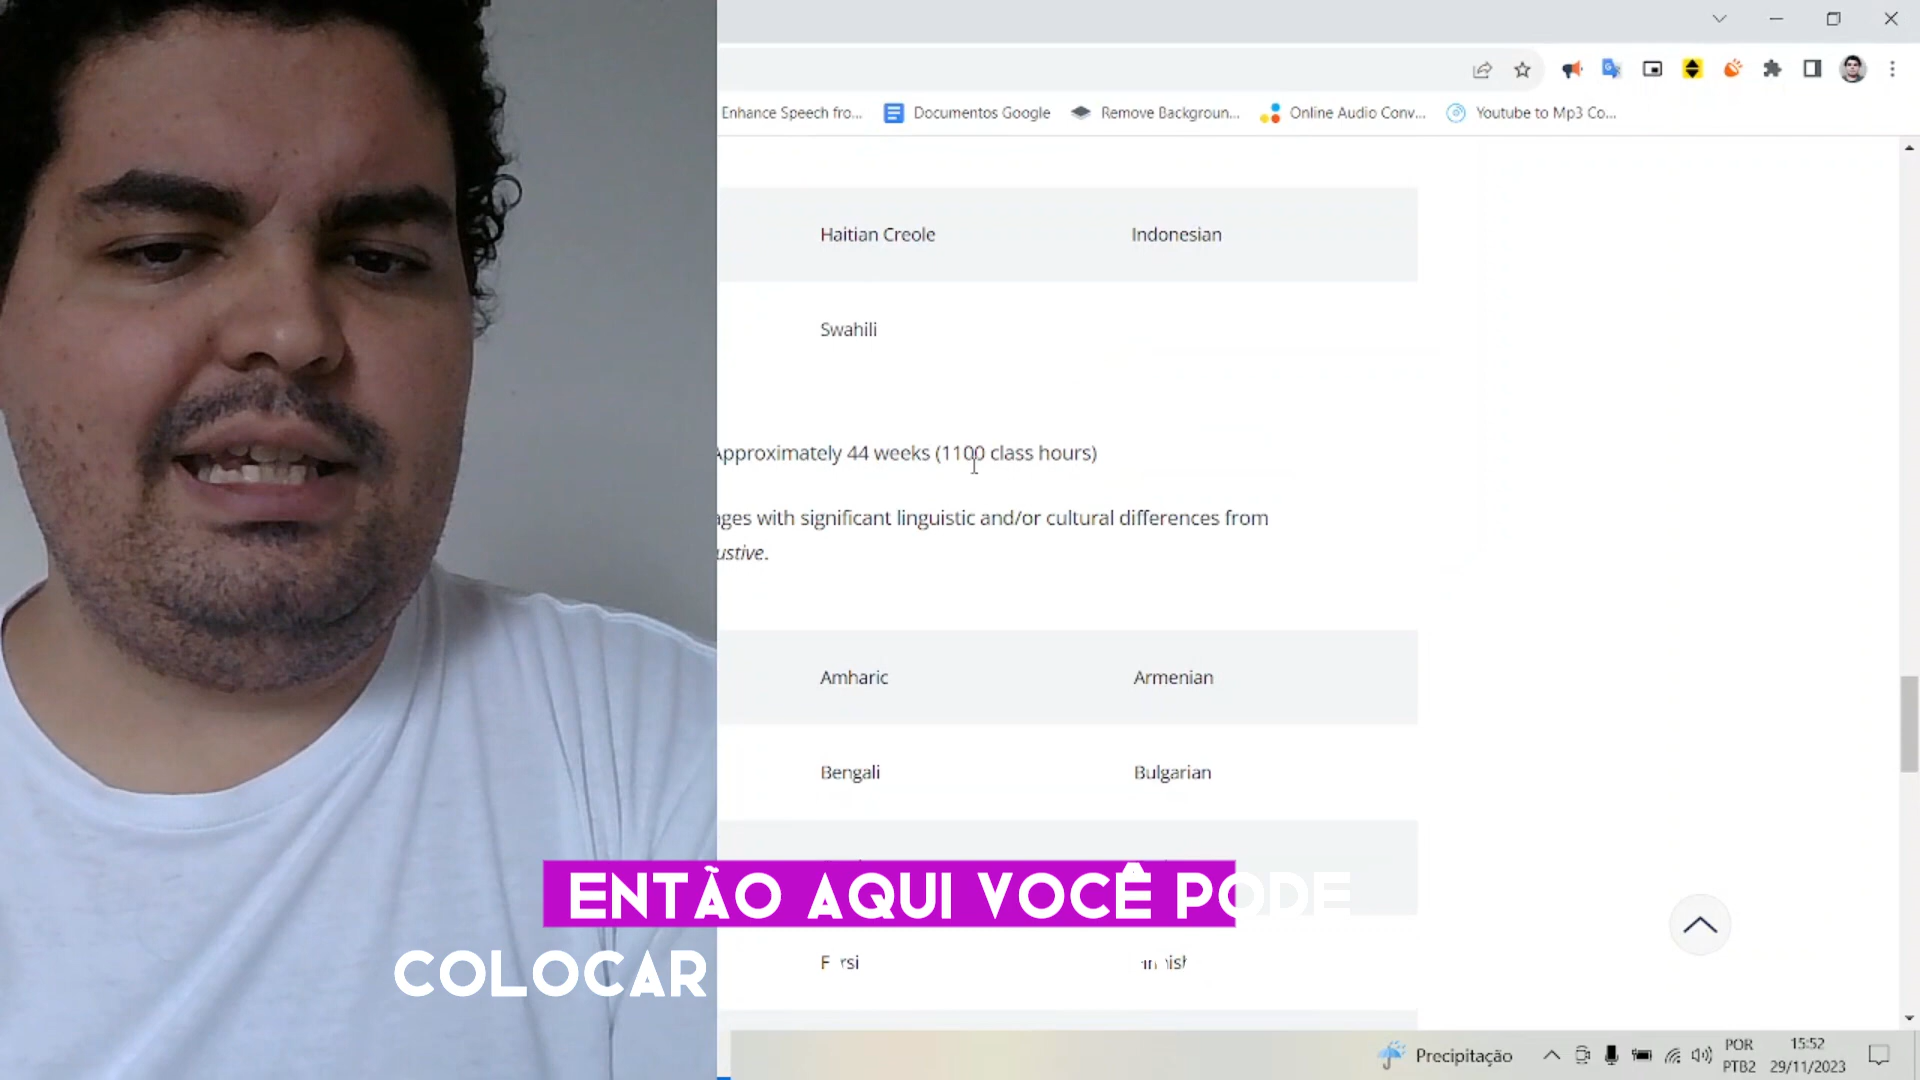 Enhance Speech fro... Documentos Google Remove Backgroun... Online Audio Conv... Youtube to Mp3 Co...
Haitian Creole Indonesian
Swahili
Approximately 44 weeks (1100 class hours)
ages with significant linguistic and/or cultural differences from
ustive.
Amharic Armenian
Bengali Bulgarian
ENTÃO AQUI VOCÊ PODE
COLOCAR
Precipitação
POR
PTB2
15:52
29/11/2023